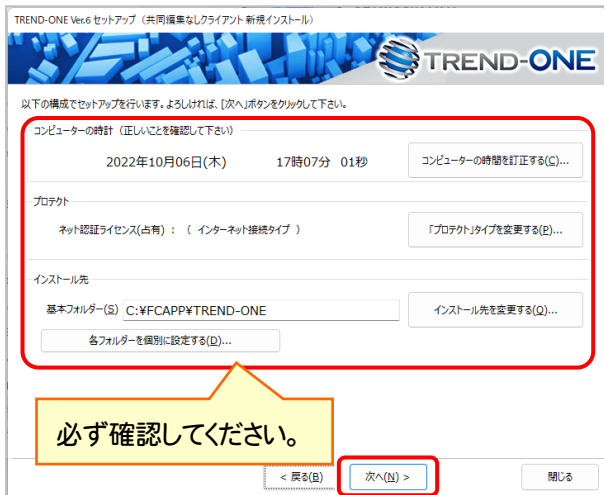 TREND-ONE Ver.6 セットアップ（共同編集なしクライアント 新規インストール）
TREND-ONE
以下の構成でセットアップを行います。よろしければ、[次へ]ボタンをクリックして下さい。
コンピューターの時計（正しいことを確認して下さい）
2022年10月06日(木) 17時07分 01秒 コンピューターの時間を訂正する(C)...
プロテクト
ネット認証ライセンス(占有) : （ インターネット接続タイプ ） 「プロテクト」タイプを変更する(P)...
インストール先
基本フォルダー(S) C:¥FCAPP¥TREND-ONE インストール先を変更する(O)...
各フォルダーを個別に設定する(D)...
必ず確認してください。
< 戻る(B) 次へ(N) > 閉じる